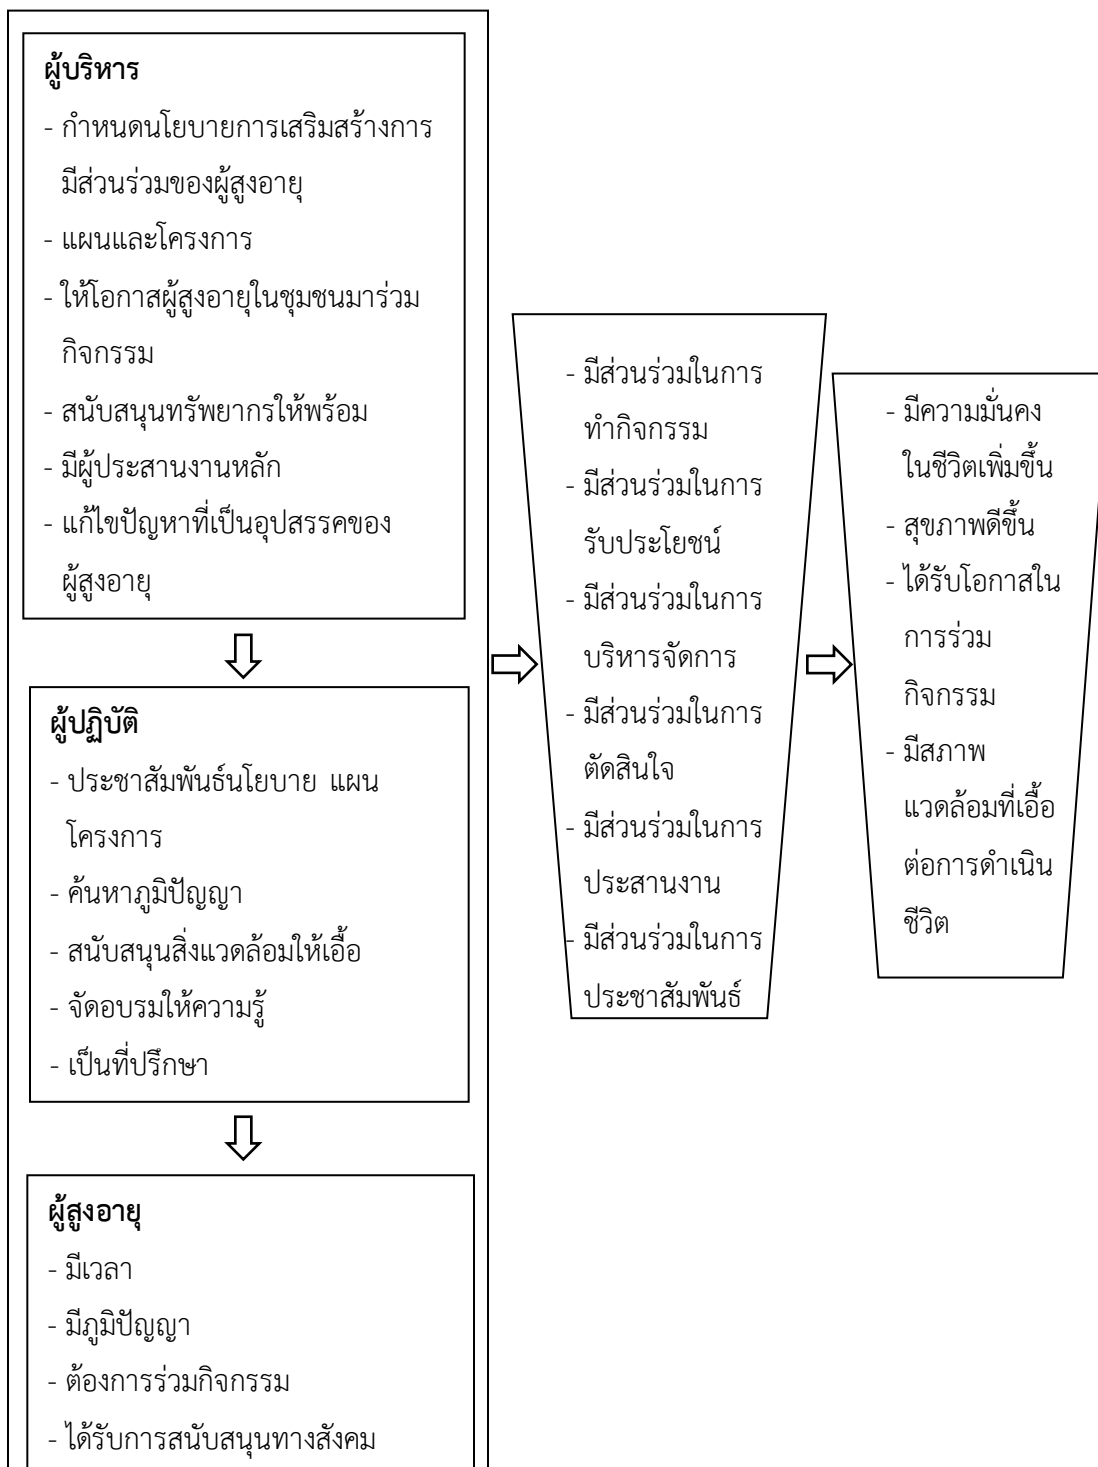 ผู้บริหาร
- กำหนดนโยบายการเสริมสร้างการ
มีส่วนร่วมของผู้สูงอายุ
- แผนและโครงการ
- ให้โอกาสผู้สูงอายุในชุมชนมาร่วม
กิจกรรม
- สนับสนุนทรัพยากรให้พร้อม
- มีผู้ประสานงานหลัก
- แก้ไขปัญหาที่เป็นอุปสรรคของ
ผู้สูงอายุ
ผู้ปฏิบัติ
- ประชาสัมพันธ์นโยบาย แผน
โครงการ
- ค้นหาภูมิปัญญา
- สนับสนุนสิ่งแวดล้อมให้เอื้อ
- จัดอบรมให้ความรู้
- เป็นที่ปรึกษา
ผู้สูงอายุ
- มีเวลา
- มีภูมิปัญญา
- ต้องการร่วมกิจกรรม
- ได้รับการสนับสนุนทางสังคม
- มีส่วนร่วมในการ
ทำกิจกรรม
- มีส่วนร่วมในการ
รับประโยชน์
- มีส่วนร่วมในการ
บริหารจัดการ
- มีส่วนร่วมในการ
ตัดสินใจ
- มีส่วนร่วมในการ
ประสานงาน
- มีส่วนร่วมในการ
ประชาสัมพันธ์
- มีความมั่นคง
ในชีวิตเพิ่มขึ้น
- สุขภาพดีขึ้น
- ได้รับโอกาสใน
การร่วม
กิจกรรม
- มีสภาพ
แวดล้อมที่เอื้อ
ต่อการดำเนิน
ชีวิต